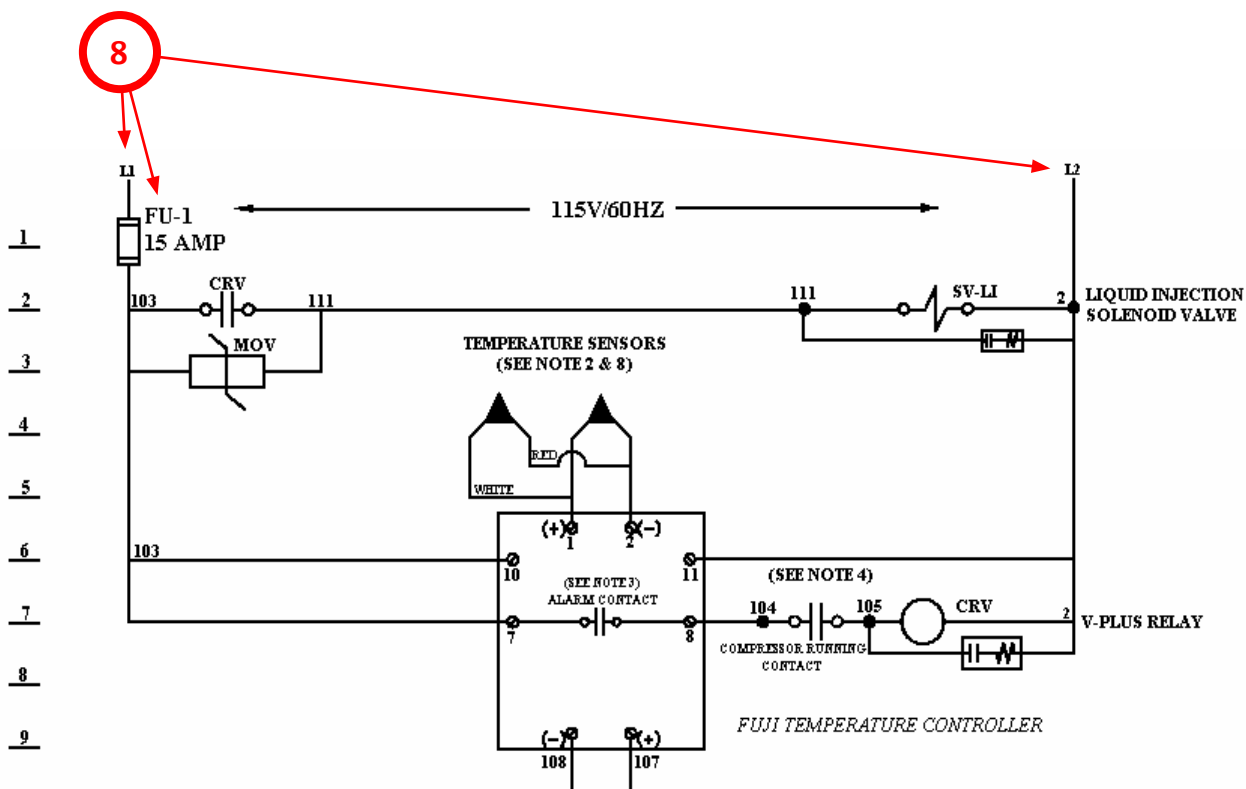 8
L1
L2
FU-1
15 AMP
115V/60HZ
1
CRV
103
111
111
SV-LI
2
LIQUID INJECTION
SOLENOID VALVE
2
MOV
TEMPERATURE SENSORS
(SEE NOTE 2 & 8)
3
4
RED
WHITE
5
(+)
1
2
(-)
6
103
10
11
(SEE NOTE 3)
ALARM CONTACT
(SEE NOTE 4)
7
7
8
104
105
CRV
2
V-PLUS RELAY
COMPRESSOR RUNNING
CONTACT
8
FUJI TEMPERATURE CONTROLLER
9
(-)
108
(+)
107